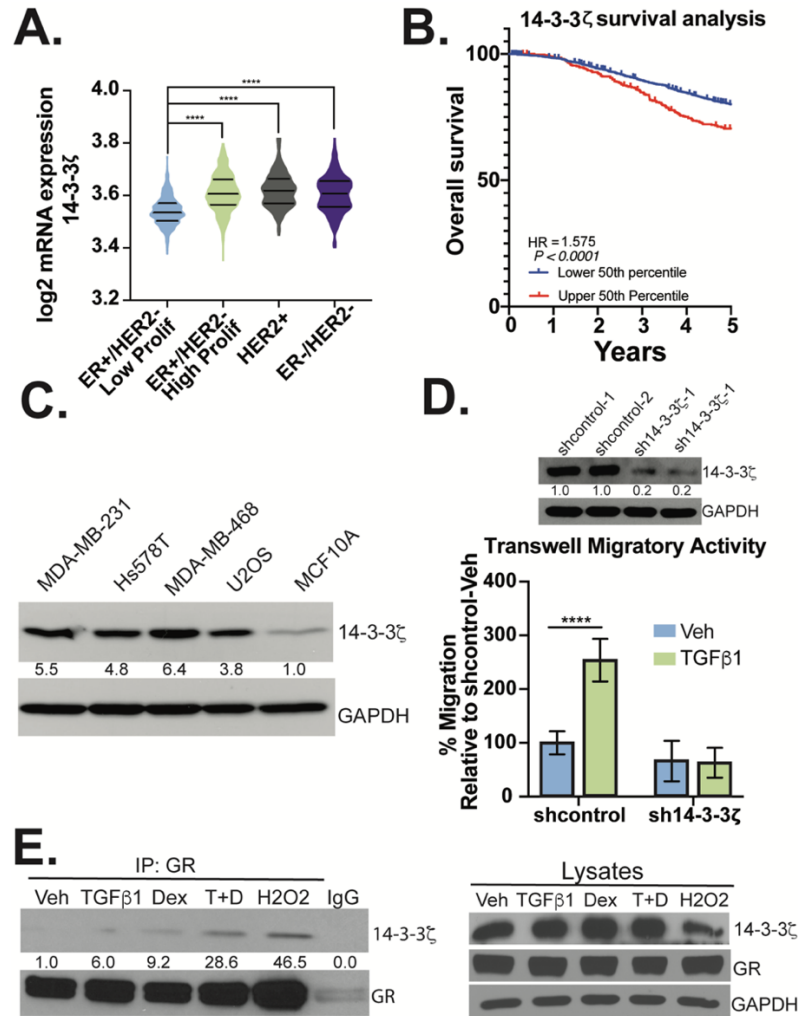 A.
log2 mRNA expression
14-3-3ζ
4.0
3.8
3.6
3.4
3.2
****
****
****
ER+/HER2-
Low Prolif
ER+/HER2-
High Prolif
HER2+
ER-/HER2-
B.
14-3-3ζ survival analysis
Overall survival
100
50
0
HR = 1.575
P < 0.0001
Lower 50th percentile
Upper 50th Percentile
0 1 2 3 4 5
Years
C.
MDA-MB-231
Hs578T
MDA-MB-468
U2OS
MCF10A
14-3-3ζ
5.5 4.8 6.4 3.8 1.0
GAPDH
D.
shcontrol-1
shcontrol-2
sh14-3-3ζ-1
sh14-3-3ζ-1
14-3-3ζ
1.0 1.0 0.2 0.2
GAPDH
Transwell Migratory Activity
% Migration
Relative to shcontrol-Veh
400
300
200
100
0
****
Veh
TGFβ1
shcontrol sh14-3-3ζ
E.
IP: GR
Veh TGFβ1 Dex T+D H2O2 IgG
14-3-3ζ
1.0 6.0 9.2 28.6 46.5 0.0
GR
Lysates
Veh TGFβ1 Dex T+D H2O2
14-3-3ζ
GR
GAPDH